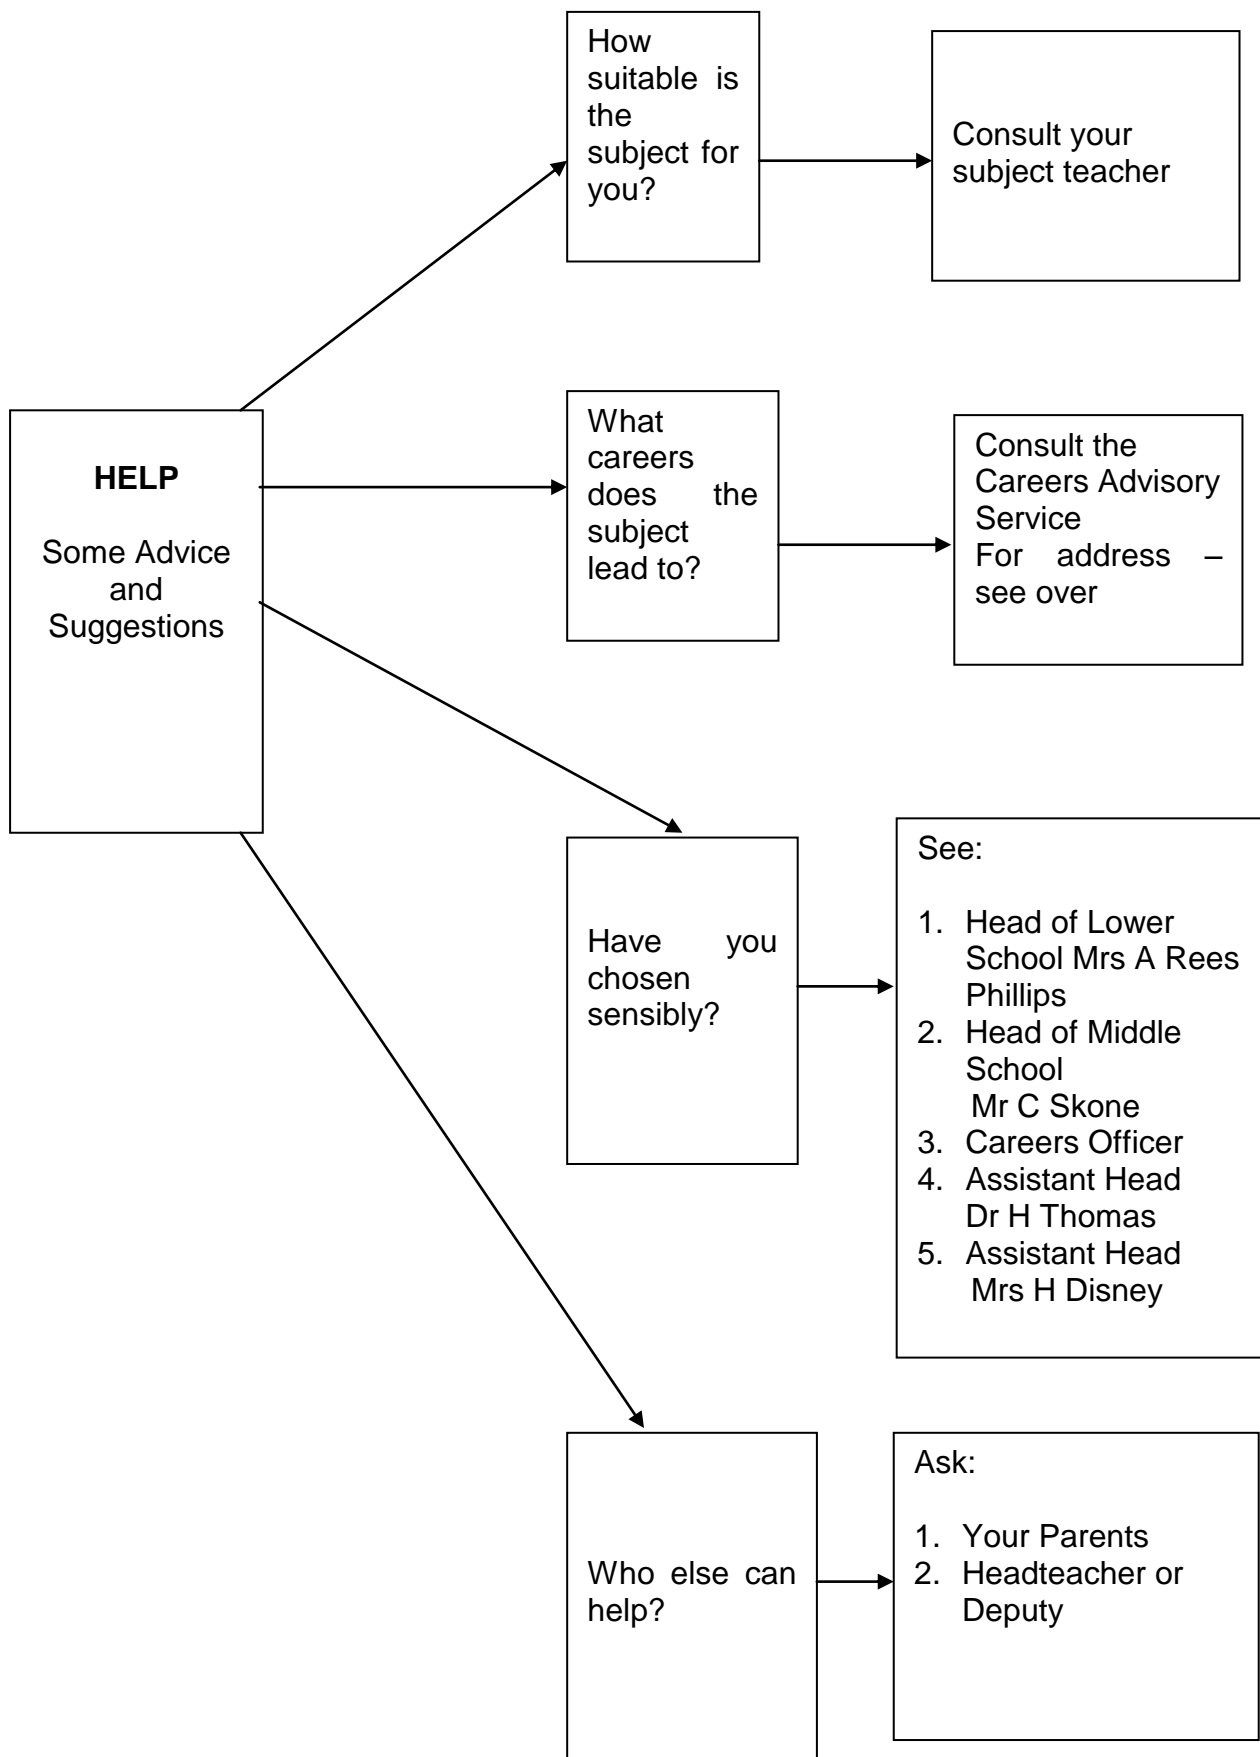 HELP
Some Advice
and
Suggestions
How
suitable is
the
subject for
you?
Consult your
subject teacher
What
careers
does the
subject
lead to?
Consult the
Careers Advisory
Service
For address –
see over
Have you
chosen
sensibly?
See:
1. Head of Lower
School Mrs A Rees
Phillips
2. Head of Middle
School
Mr C Skone
3. Careers Officer
4. Assistant Head
Dr H Thomas
5. Assistant Head
Mrs H Disney
Who else can
help?
Ask:
1. Your Parents
2. Headteacher or
Deputy